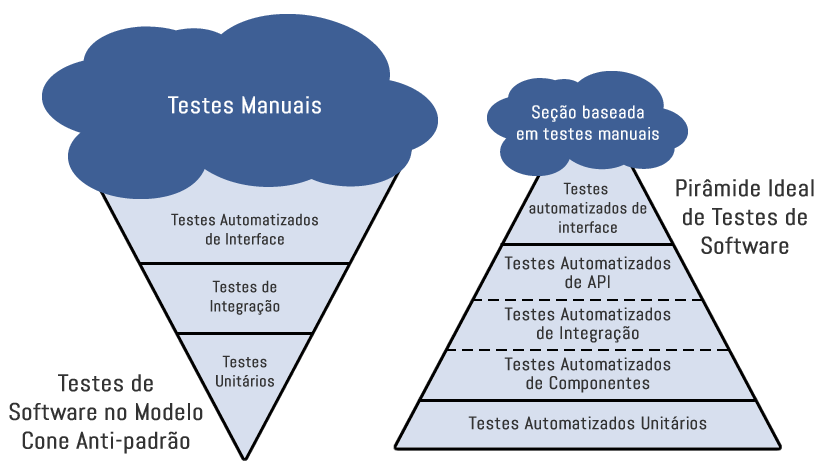 Testes Manuais
Testes Automatizados
de Interface
Testes de
Integração
Testes
Unitários
Testes de
Software no Modelo
Cone Anti-padrão
Seção baseada
em testes manuais
Testes
automatizados de
interface
Testes Automatizados
de API
Testes Automatizados
de Integração
Testes Automatizados
de Componentes
Testes Automatizados Unitários
Pirâmide Ideal
de Testes de
Software